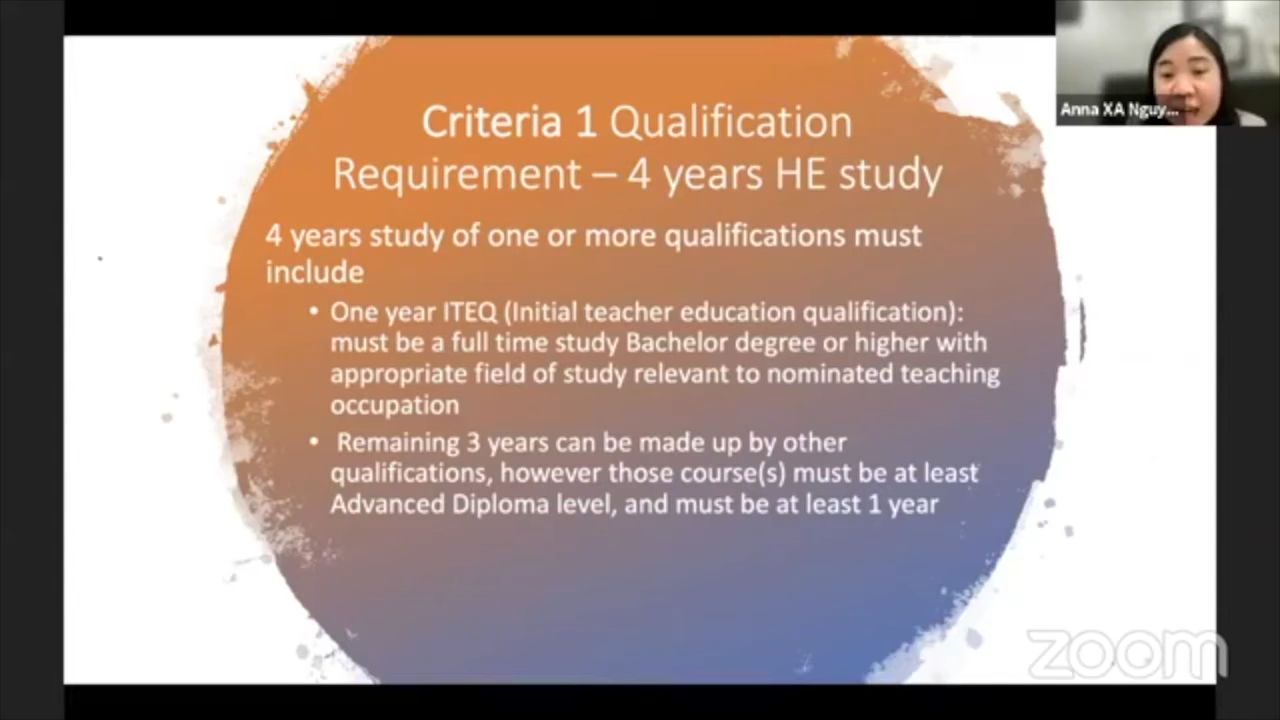 Criteria 1 Qualification
Requirement – 4 years HE study
4 years study of one or more qualifications must
include
• One year ITEQ (Initial teacher education qualification):
must be a full time study Bachelor degree or higher with
appropriate field of study relevant to nominated teaching
occupation
• Remaining 3 years can be made up by other
qualifications, however those course(s) must be at least
Advanced Diploma level, and must be at least 1 year
Anna XA Nguy...
zoom